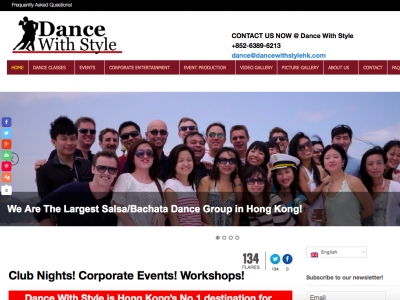 Frequently Asked Questions!
Dance
With Style
CONTACT US NOW @ Dance With Style
+852-6389-6213
dance@dancewithstylehk.com
HOME
DANCE CLASSES
EVENTS
CORPORATE ENTERTAINMENT
EVENT PRODUCTION
VIDEO GALLERY
PICTURE GALLERY
ABOUT US
CONTACT US
FAQ
We Are The Largest Salsa/Bachata Dance Group in Hong Kong!
134
FLARES
134
0
English
Club Nights! Corporate Events! Workshops!
Subscribe to our newsletter!
Dance With Style is Hong Kong's No 1 destination for
Email